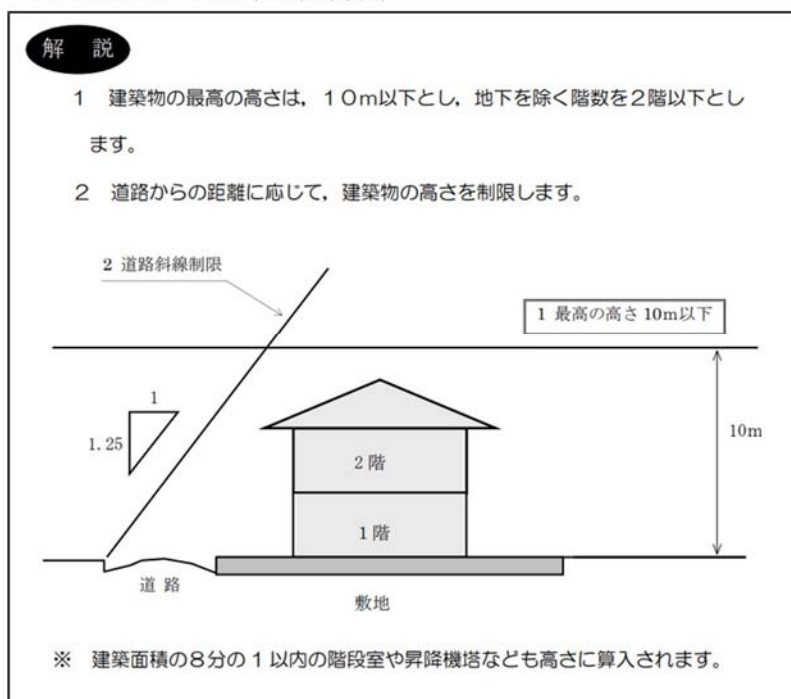 解 説
1 建築物の最高の高さは，10m以下とし，地下を除く階数を2階以下とし
ます。
2 道路からの距離に応じて，建築物の高さを制限します。
2 道路斜線制限
1 最高の高さ 10m以下
1
1.25
10m
2 階
1 階
道 路
敷地
※ 建築面積の8分の1以内の階段室や昇降機塔なども高さに算入されます。